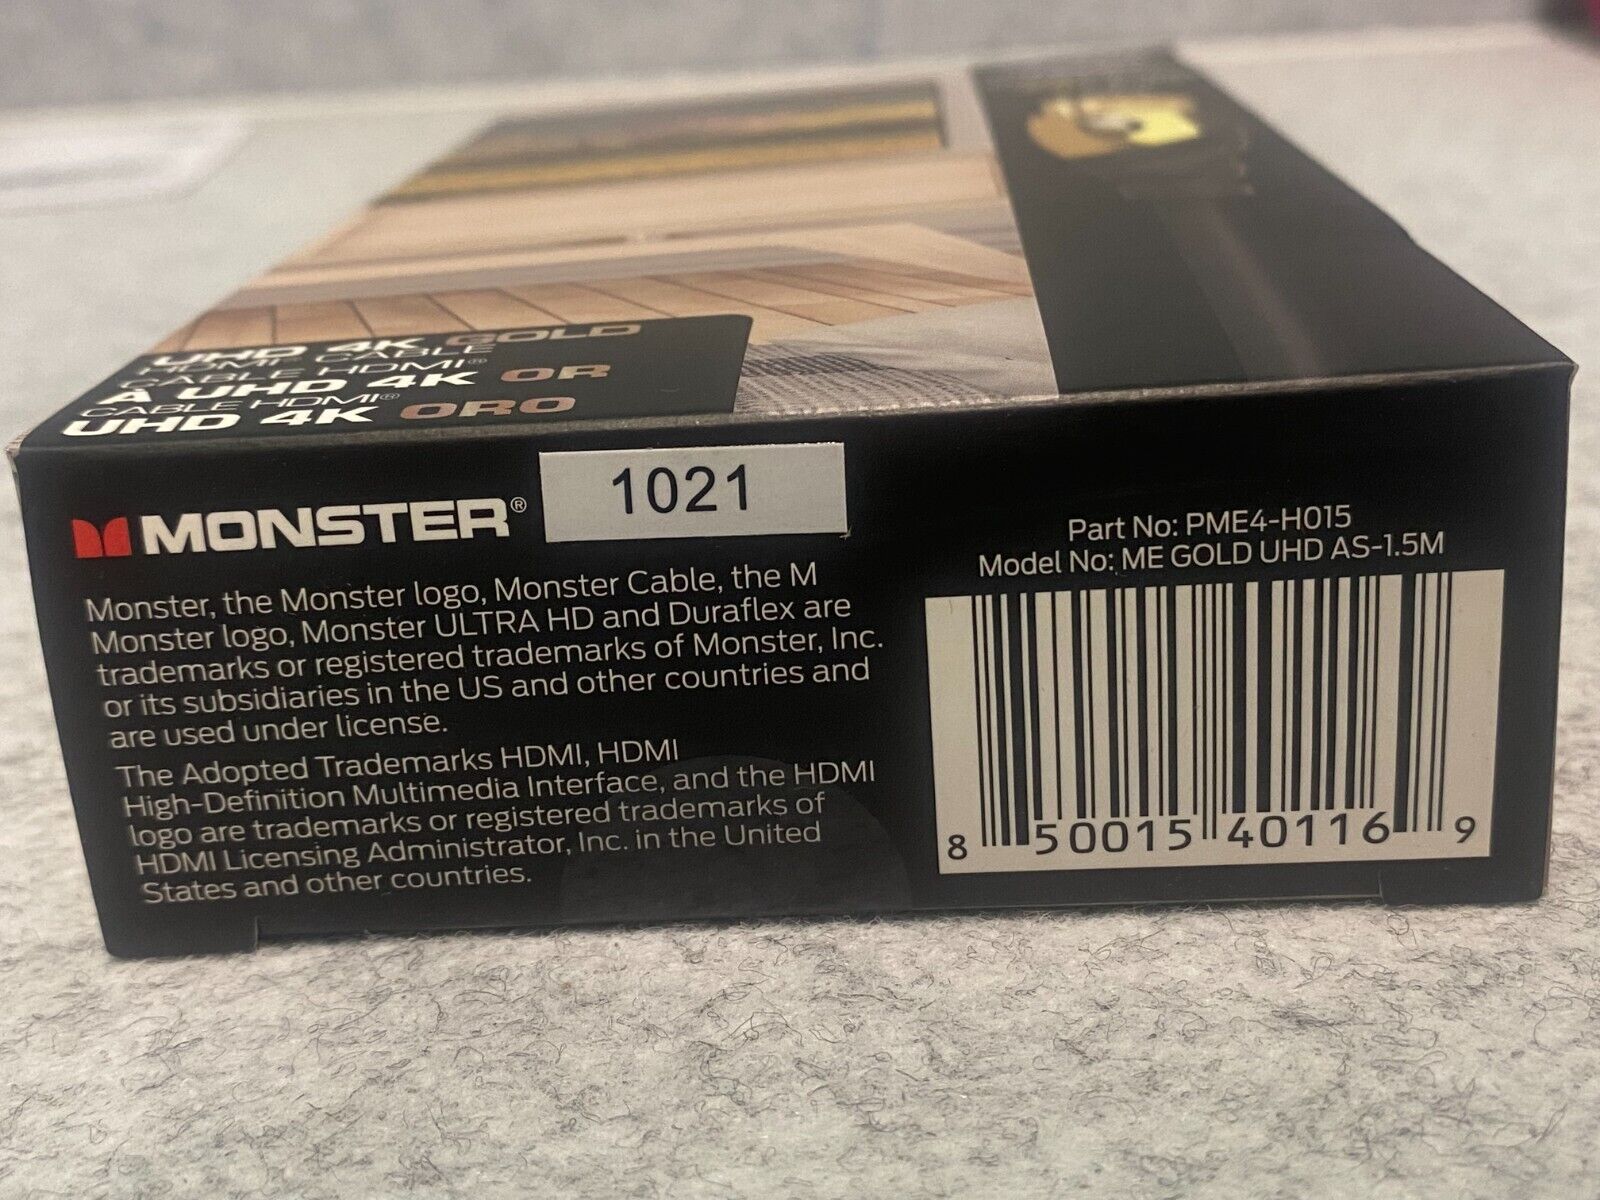 UHD 4K GOLD
HDMI CABLE
CABLE HDMI®
A UHD 4K OR
CABLE HDMI®
UHD 4K ORO
MONSTER®
1021
Monster, the Monster logo, Monster Cable, the M
Monster logo, Monster ULTRA HD and Duraflex are
trademarks or registered trademarks of Monster, Inc.
or its subsidiaries in the US and other countries and
are used under license.
The Adopted Trademarks HDMI, HDMI
High-Definition Multimedia Interface, and the HDMI
logo are trademarks or registered trademarks of
HDMI Licensing Administrator, Inc. in the United
States and other countries.
Part No: PME4-H015
Model No: ME GOLD UHD AS-1.5M
8 50015 40116 9